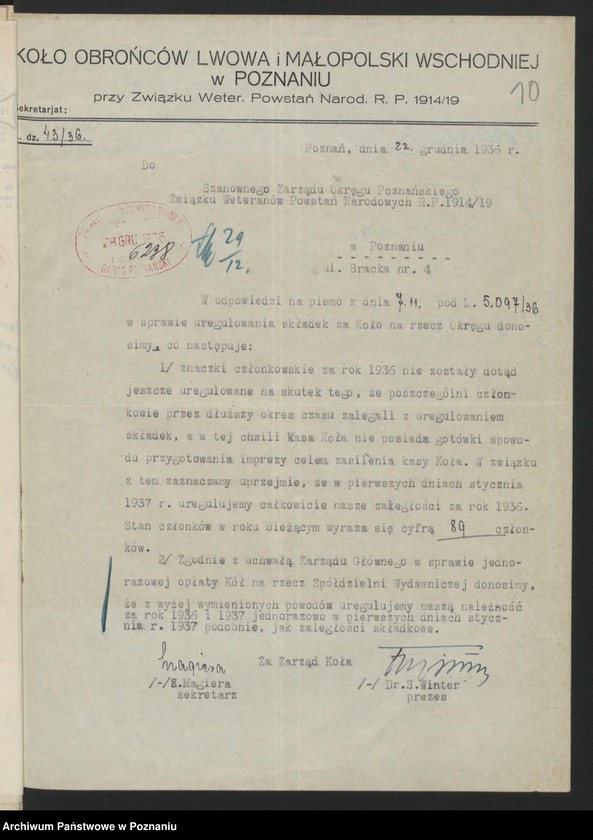 KOŁO OBROŃCÓW LWOWA i MAŁOPOLSKI WSCHODNIEJ
w POZNANIU
przy Związku Weter. Powstań Narod. R. P. 1914/19
10
Sekretarjat:
. dz. 43/36.
Poznań, dnia 22. grudnia 1936 r.
Do
Szanownego Zarządu Okręgu Poznańskiego
Związku Weteranów Powstań Narodowych R.P.1914/19
28 GRU 1936
6238
OKRĘG POZNAŃSKI
29/12.
w Poznaniu
ul. Bracka nr. 4
W odpowiedzi na pismo z dnia 7.11. pod L. 5.097/36
w sprawie uregulowania składek za Koło na rzecz Okręgu dono-
simy, co następuje:
1/ znaczki członkowskie za rok 1936 nie zostały dotąd
jeszcze uregulowane na skutek tego, że poszczególni człon-
kowie przez dłuższy okres czasu zalegali z uregulowaniem
składek, a w tej chwili kasa Koła nie posiada gotówki spowo-
du przygotowania imprezy celem zasilenia kasy Koła. W związku
z tem zaznaczamy uprzejmie, że w pierwszych dniach stycznia
1937 r. uregulujemy całkowicie nasze zaległości za rok 1936.
Stan członków w roku bieżącym wyraża się cyfrą 89 człon-
ków.
2/ Zgodnie z uchwałą Zarządu Głównego w sprawie jedno-
razowej opłaty Kół na rzecz Spółdzielni Wydawniczej donosimy,
że z wyżej wymienionych powodów uregulujemy naszą należność
za rok 1936 i 1937 jednorazowo w pierwszych dniach stycz-
nia r. 1937 podobnie, jak zaległości składkowe.
Magiera
Za Zarząd Koła
/-/E.Magiera
sekretarz
/-/ Dr.S.Winter
prezes
Archiwum Państwowe w Poznaniu